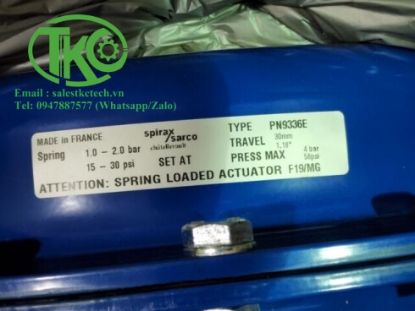 TKC
Email : salestketech.vn
Tel: 0947887577 (Whatsapp/Zalo)
MADE IN FRANCE
spirax
/sarco
châtellerault
TYPE PN9336E
TRAVEL 30mm
1,18"
Spring 1.0 - 2.0 bar
15 - 30 psi
SET AT
PRESS MAX 4 bar
58psi
ATTENTION: SPRING LOADED ACTUATOR F19/MG